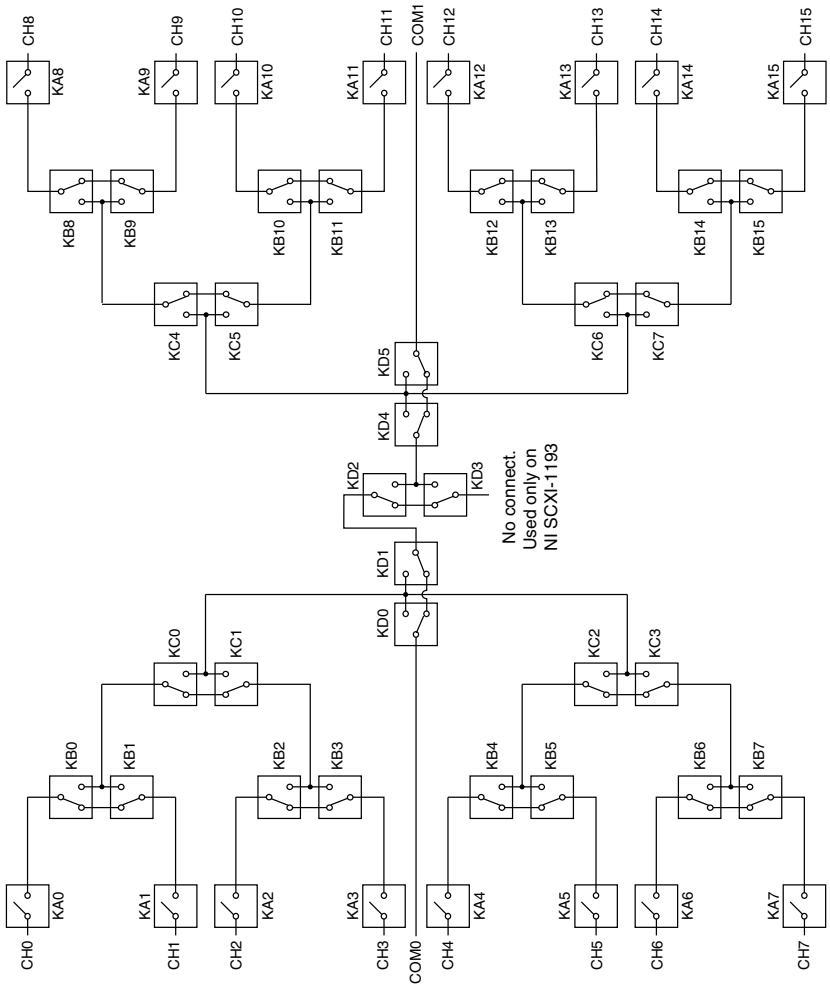 CH0
KA0
CH1
KA1
CH2
KA2
CH3
KA3
COM0
CH4
KA4
CH5
KA5
CH6
KA6
CH7
KA7
KB0
KB1
KB2
KB3
KB4
KB5
KB6
KB7
KC0
KC1
KC2
KC3
KD0
KD1
KD2
KD3
No connect.
Used only on
NI SCXI-1193
KD4
KD5
KC4
KC5
KC6
KC7
KB8
KB9
KB10
KB11
KB12
KB13
KB14
KB15
KA8
CH8
KA9
CH9
KA10
CH10
KA11
CH11
COM1
KA12
CH12
KA13
CH13
KA14
CH14
KA15
CH15